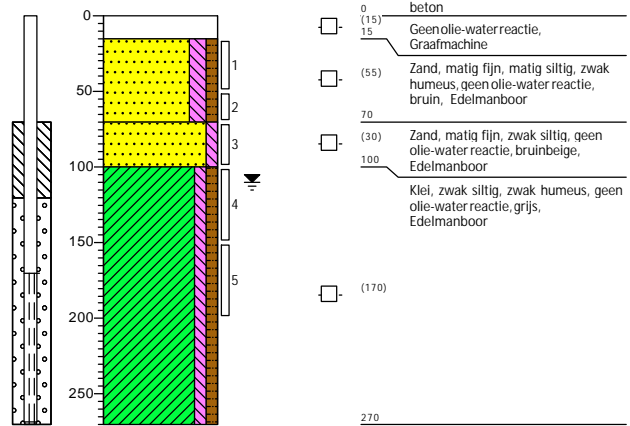 0
50
100
150
200
250
1
2
3
4
5
0 beton
(15)
15 Geen olie-water reactie,
Graafmachine
(55) Zand, matig fijn, matig siltig, zwak
humeus, geen olie-water reactie,
bruin, Edelmanboor
70
(30) Zand, matig fijn, zwak siltig, geen
olie-water reactie, bruinbeige,
100 Edelmanboor
Klei, zwak siltig, zwak humeus, geen
olie-water reactie, grijs,
Edelmanboor
(170)
270